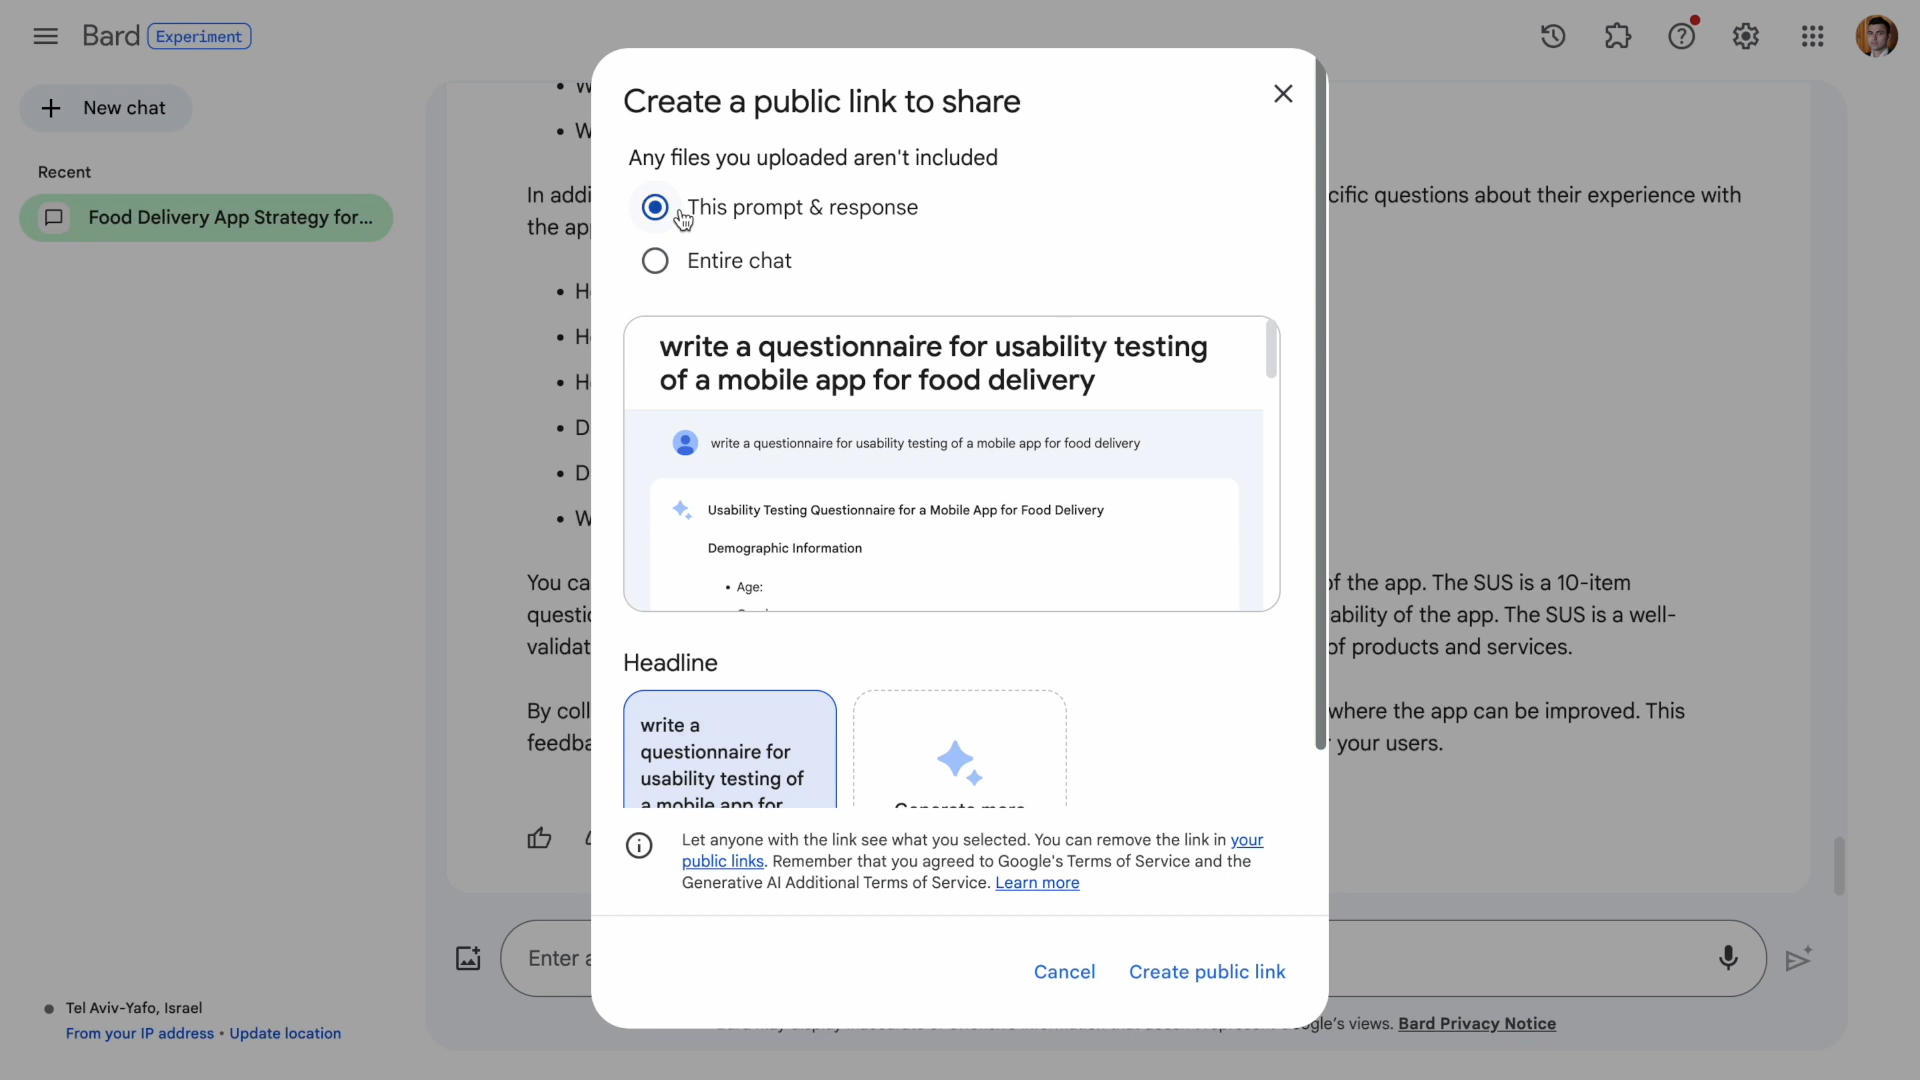 Bard Experiment
New chat
Recent
Food Delivery App Strategy for...
Tel Aviv-Yafo, Israel
From your IP address • Update location
In addi
cific questions about their experience with
the ap
You ca
of the app. The SUS is a 10-item
questi
ability of the app. The SUS is a well-
validat
of products and services.
By coll
where the app can be improved. This
feedba
your users.
Enter a
Bard Privacy Notice
Create a public link to share
Any files you uploaded aren't included
This prompt & response
Entire chat
write a questionnaire for usability testing
of a mobile app for food delivery
write a questionnaire for usability testing of a mobile app for food delivery
Usability Testing Questionnaire for a Mobile App for Food Delivery
Demographic Information
• Age:
Headline
write a
questionnaire for
usability testing of
a mobile app for
Generate more
Let anyone with the link see what you selected. You can remove the link in your
public links. Remember that you agreed to Google's Terms of Service and the
Generative AI Additional Terms of Service. Learn more
Cancel
Create public link